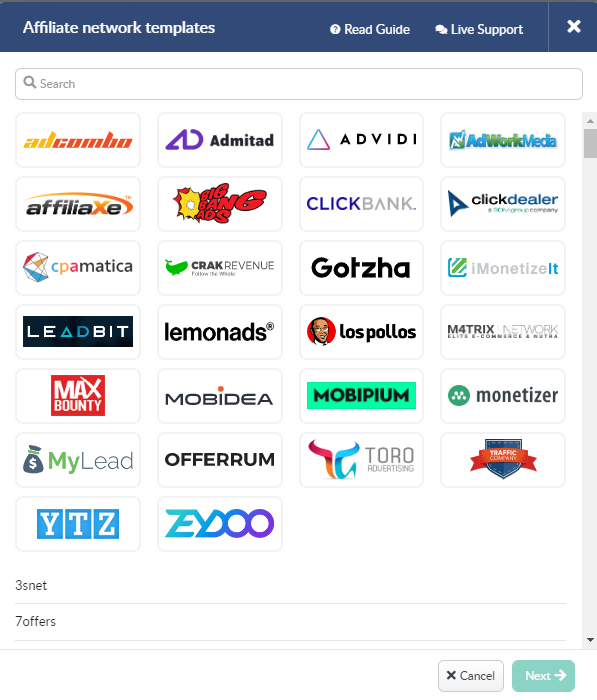 Affiliate network templates Read Guide Live Support
Search
adcombo Admitad ADVIDI AdWorkMedia
affiliaXe™ BIG BANG ADS CLICKBANK. clickdealer
a group company
cpamatica CRAKREVENUE Gotzha iMonetizeIt
Follow the Whale
LEADBIT lemonads® los pollos M4TRIX NETWORK
ELITE E-COMMERCE & NUTRA
MAX
BOUNTY MOBIDEA MOBIPIUM monetizer
MyLead OFFERRUM TORO
ADVERTISING TRAFFIC
COMPANY
YTZ ZEYDOO
3snet
7offers
Cancel Next